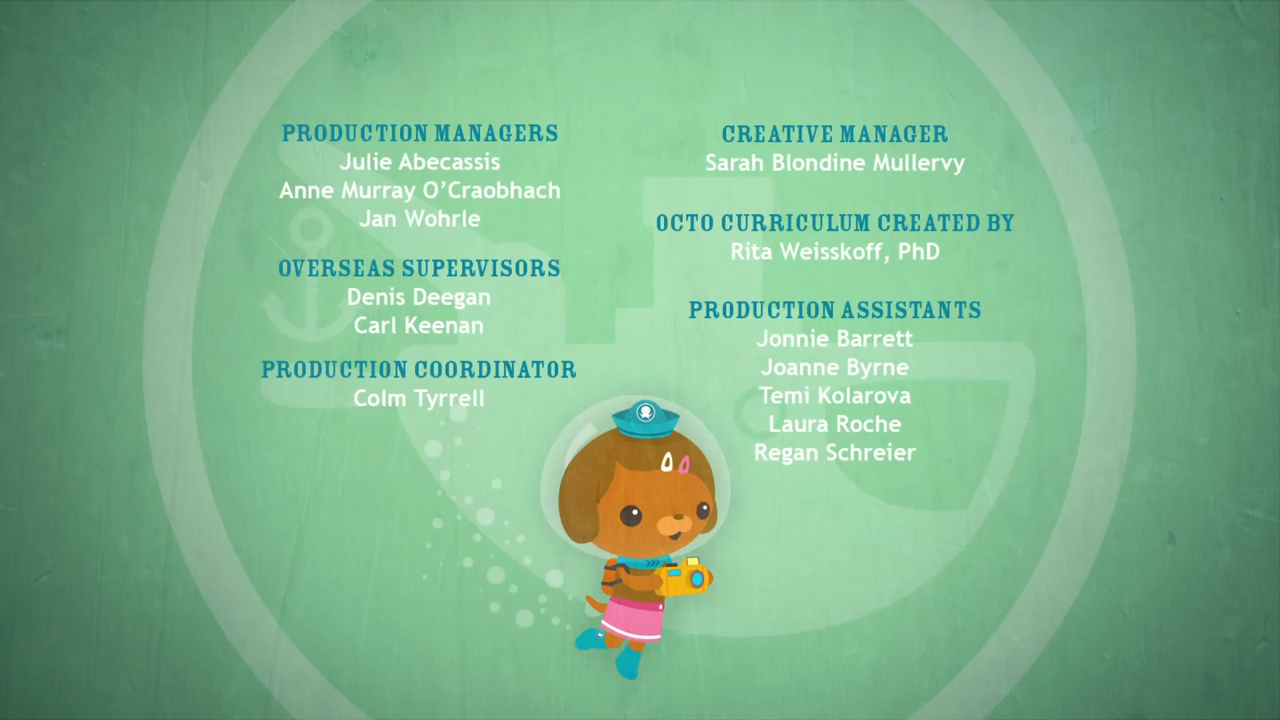 PRODUCTION MANAGERS
Julie Abecassis
Anne Murray O'Craobhach
Jan Wohrle
OVERSEAS SUPERVISORS
Denis Deegan
Carl Keenan
PRODUCTION COORDINATOR
Colm Tyrrell
CREATIVE MANAGER
Sarah Blondine Mullervy
OCTO CURRICULUM CREATED BY
Rita Weisskoff, PhD
PRODUCTION ASSISTANTS
Jonnie Barrett
Joanne Byrne
Temi Kolarova
Laura Roche
Regan Schreier